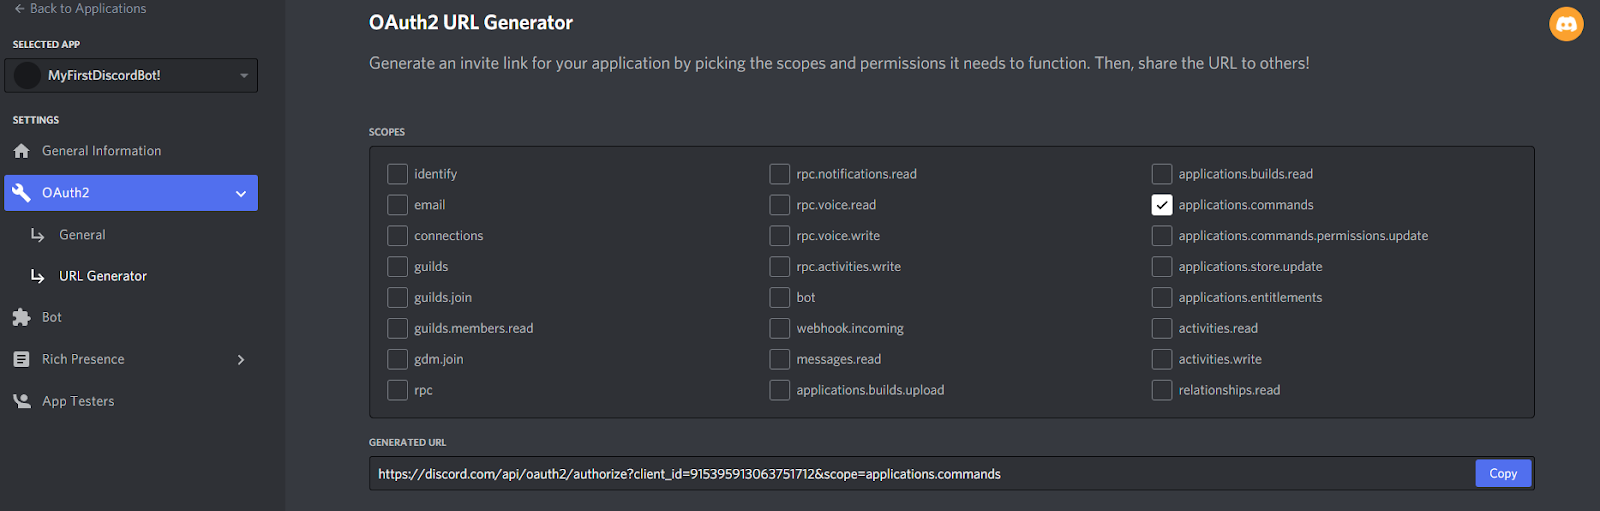 ← Back to Applications
SELECTED APP
MyFirstDiscordBot!
SETTINGS
General Information
OAuth2
General
URL Generator
Bot
Rich Presence
App Testers
OAuth2 URL Generator
Generate an invite link for your application by picking the scopes and permissions it needs to function. Then, share the URL to others!
SCOPES
identify
email
connections
guilds
guilds.join
guilds.members.read
gdm.join
rpc
rpc.notifications.read
rpc.voice.read
rpc.voice.write
rpc.activities.write
bot
webhook.incoming
messages.read
applications.builds.upload
applications.builds.read
applications.commands
applications.commands.permissions.update
applications.store.update
applications.entitlements
activities.read
activities.write
relationships.read
GENERATED URL
https://discord.com/api/oauth2/authorize?client_id=915395913063751712&scope=applications.commands
Copy